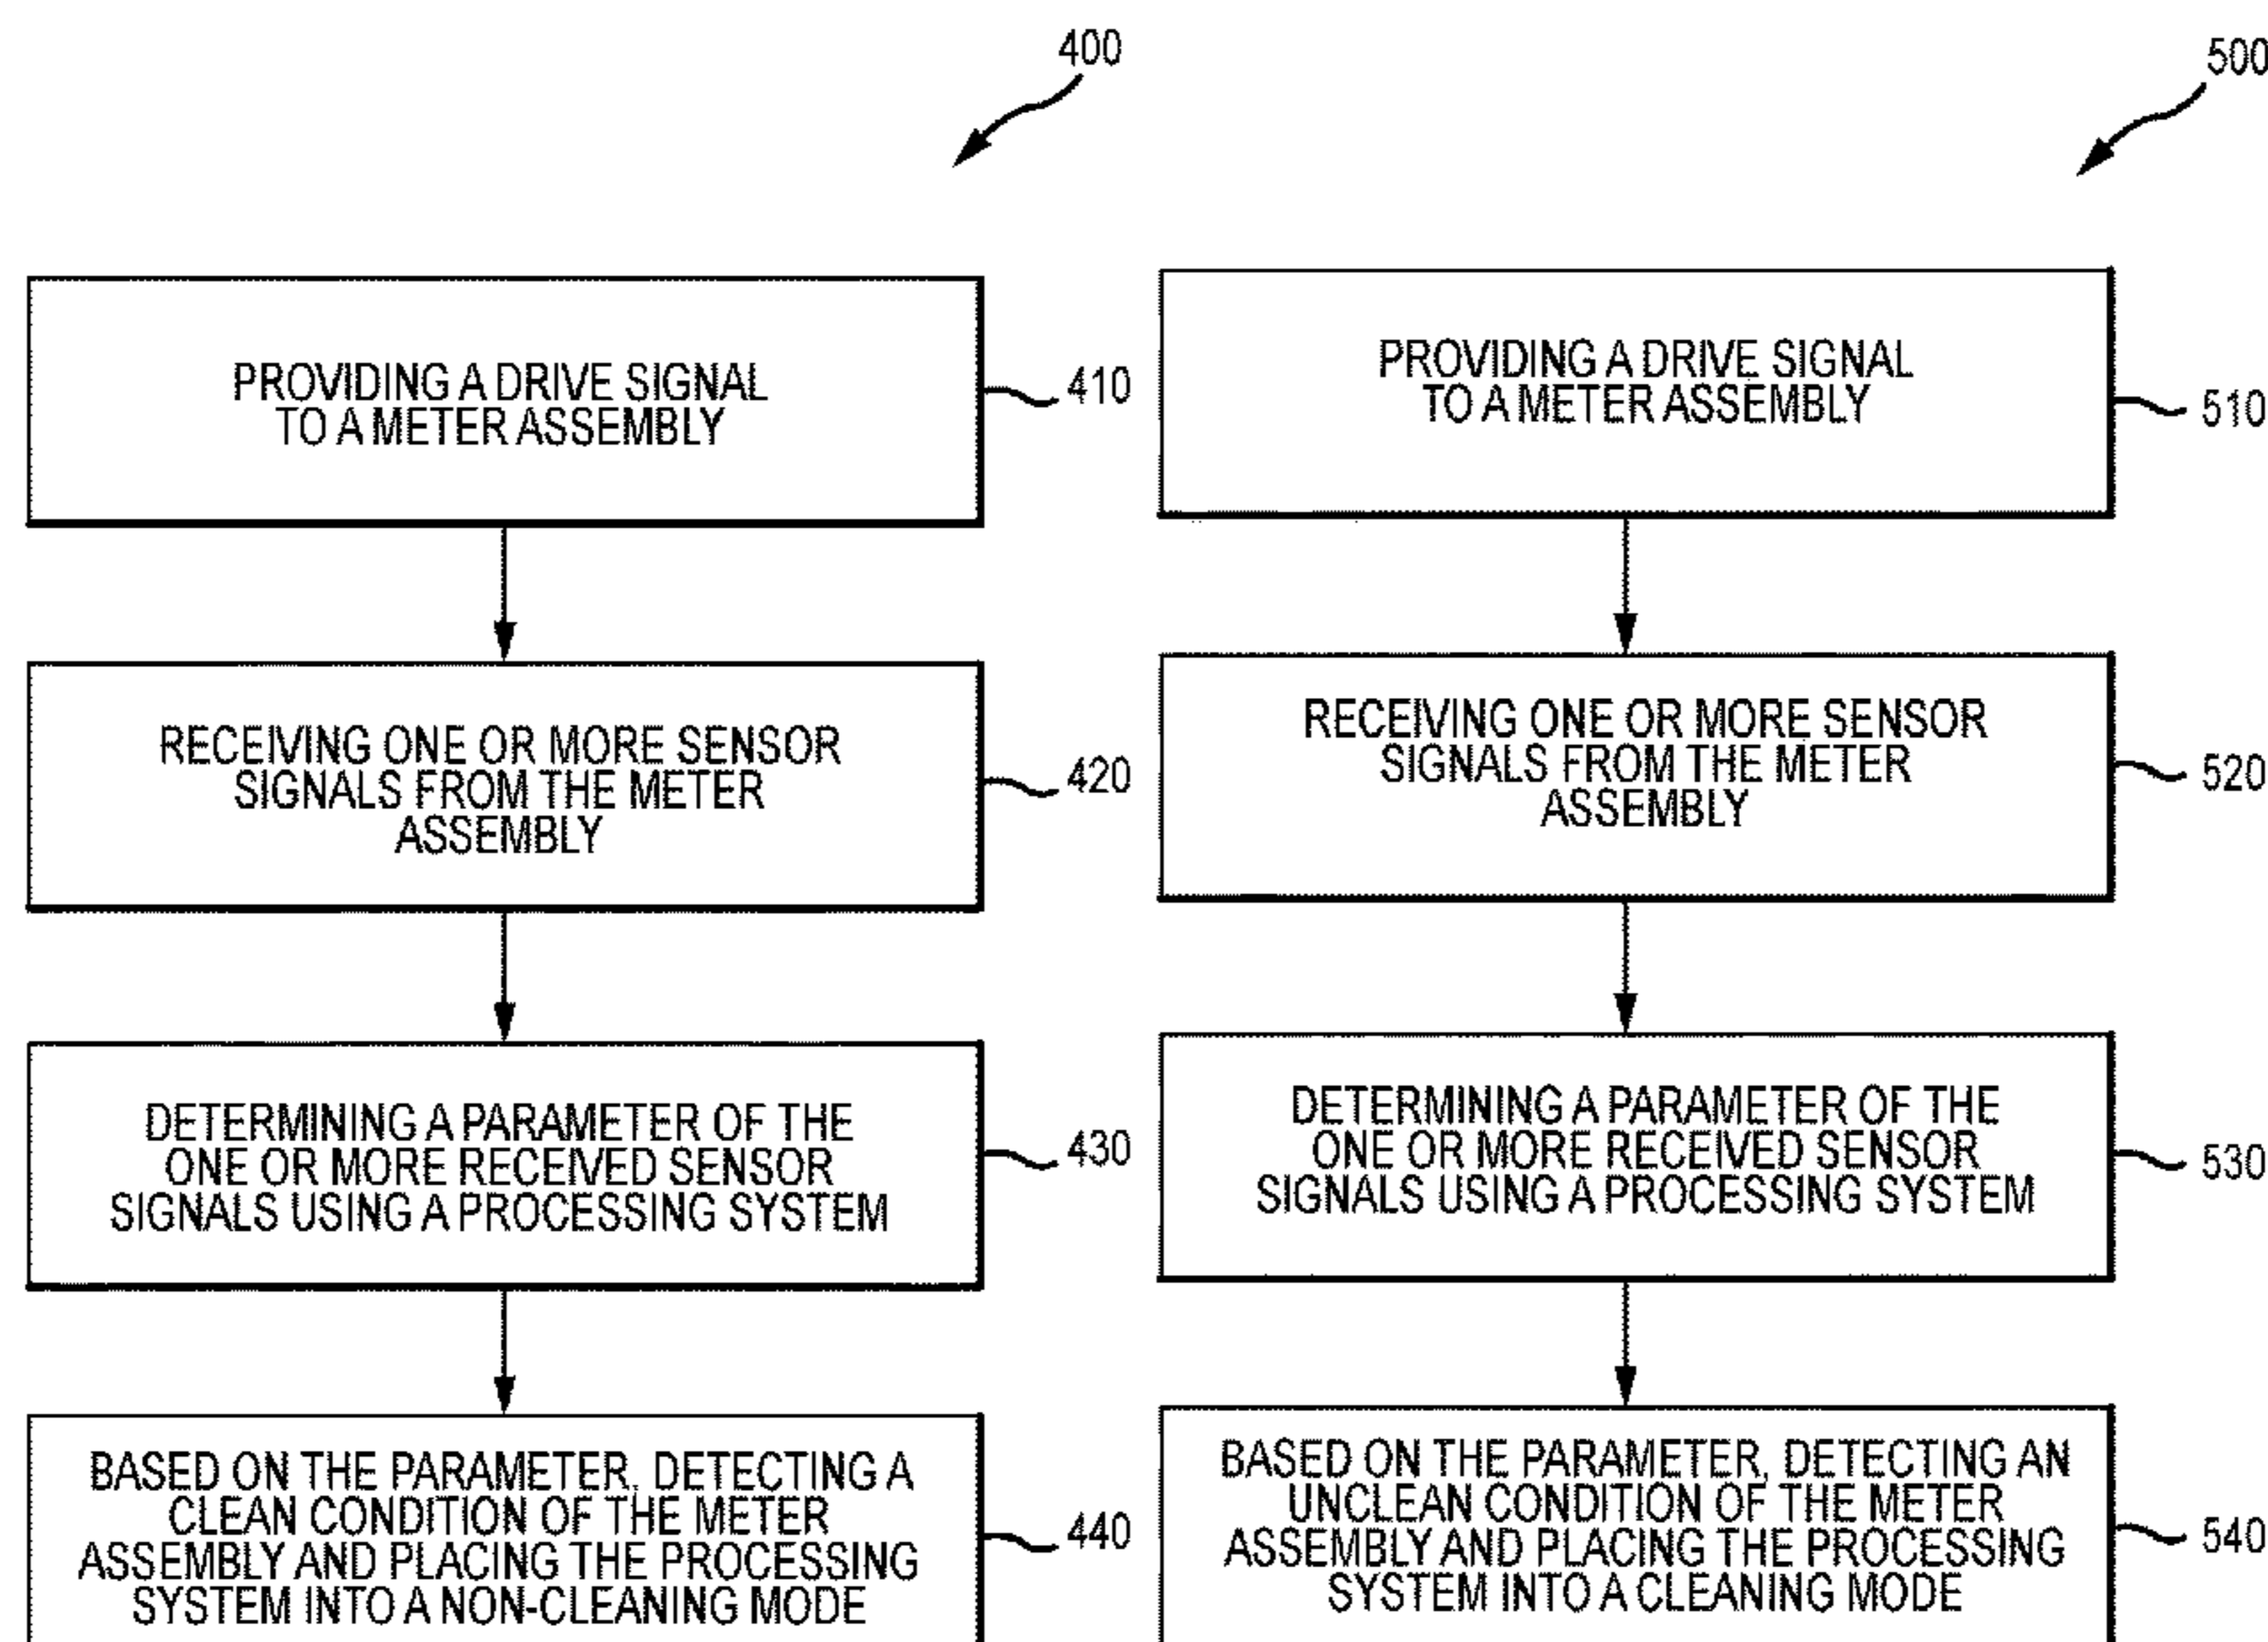 400
PROVIDING A DRIVE SIGNAL
TO A METER ASSEMBLY
410
RECEIVING ONE OR MORE SENSOR
SIGNALS FROM THE METER
ASSEMBLY
420
DETERMINING A PARAMETER OF THE
ONE OR MORE RECEIVED SENSOR
SIGNALS USING A PROCESSING SYSTEM
430
BASED ON THE PARAMETER, DETECTING A
CLEAN CONDITION OF THE METER
ASSEMBLY AND PLACING THE PROCESSING
SYSTEM INTO A NON-CLEANING MODE
440
500
PROVIDING A DRIVE SIGNAL
TO A METER ASSEMBLY
510
RECEIVING ONE OR MORE SENSOR
SIGNALS FROM THE METER
ASSEMBLY
520
DETERMINING A PARAMETER OF THE
ONE OR MORE RECEIVED SENSOR
SIGNALS USING A PROCESSING SYSTEM
530
BASED ON THE PARAMETER, DETECTING AN
UNCLEAN CONDITION OF THE METER
ASSEMBLY AND PLACING THE PROCESSING
SYSTEM INTO A CLEANING MODE
540